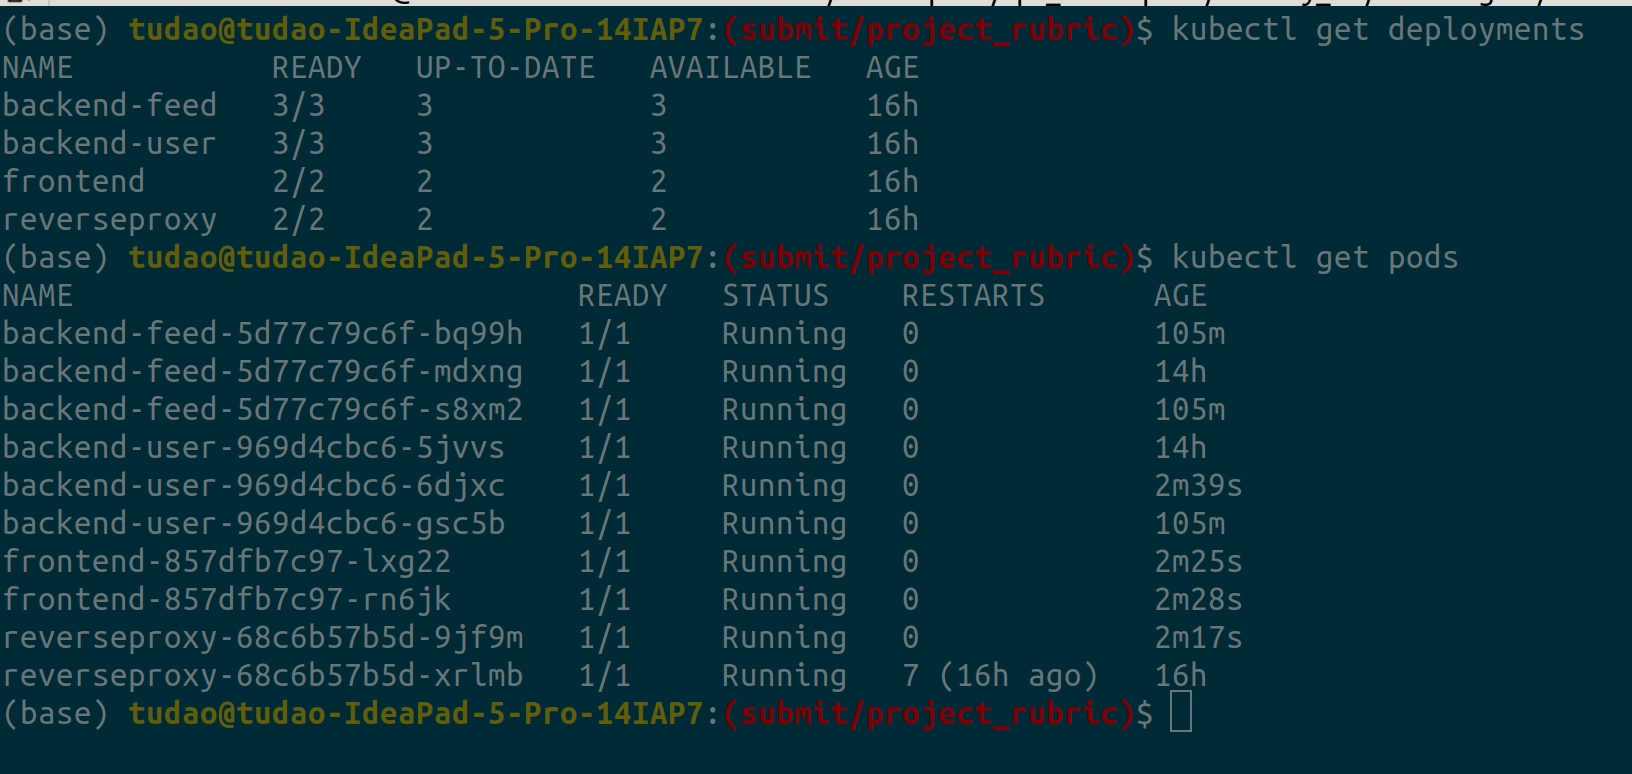 (base) tudao@tudao-IdeaPad-5-Pro-14IAP7:(submit/project_rubric)$ kubectl get deployments
NAME           READY   UP-TO-DATE   AVAILABLE   AGE
backend-feed   3/3     3            3           16h
backend-user   3/3     3            3           16h
frontend       2/2     2            2           16h
reverseproxy   2/2     2            2           16h
(base) tudao@tudao-IdeaPad-5-Pro-14IAP7:(submit/project_rubric)$ kubectl get pods
NAME                            READY   STATUS    RESTARTS      AGE
backend-feed-5d77c79c6f-bq99h   1/1     Running   0             105m
backend-feed-5d77c79c6f-mdxng   1/1     Running   0             14h
backend-feed-5d77c79c6f-s8xm2   1/1     Running   0             105m
backend-user-969d4cbc6-5jvvs    1/1     Running   0             14h
backend-user-969d4cbc6-6djxc    1/1     Running   0             2m39s
backend-user-969d4cbc6-gsc5b    1/1     Running   0             105m
frontend-857dfb7c97-lxg22       1/1     Running   0             2m25s
frontend-857dfb7c97-rn6jk       1/1     Running   0             2m28s
reverseproxy-68c6b57b5d-9jf9m   1/1     Running   0             2m17s
reverseproxy-68c6b57b5d-xrlmb   1/1     Running   7 (16h ago)   16h
(base) tudao@tudao-IdeaPad-5-Pro-14IAP7:(submit/project_rubric)$